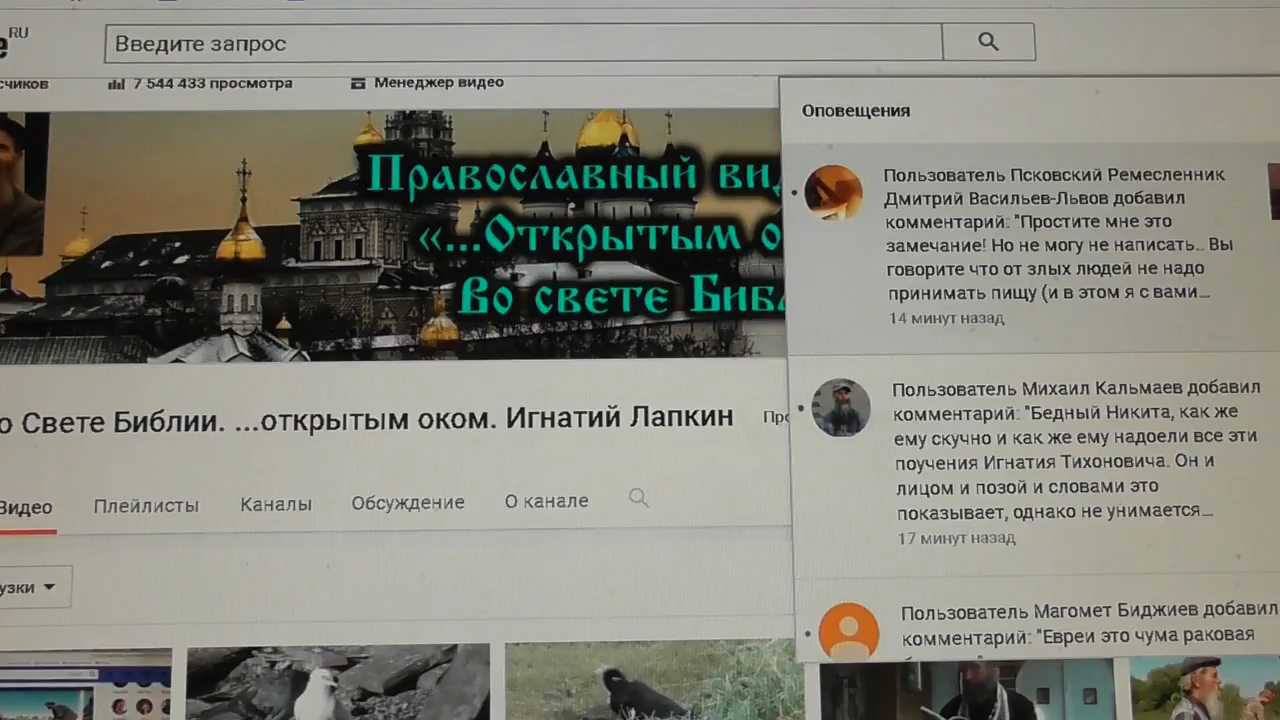 RU
Введите запрос
7 544 433 просмотра
Менеджер видео
Оповещения
Православный
«...Открытым
Во свете
Свете Библии. ...открытым оком. Игнатий Лапкин
Видео
Плейлисты
Каналы
Обсуждение
О канале
Пользователь Псковский Ремесленник
Дмитрий Васильев-Львов добавил
комментарий: "Простите мне это
замечание! Но не могу не написать.. Вы
говорите что от злых людей не надо
принимать пищу (и в этом я с вами...
14 минут назад
Пользователь Михаил Кальмаев добавил
комментарий: "Бедный Никита, как же
ему скучно и как же ему надоели все эти
поучения Игнатия Тихоновича. Он и
лицом и позой и словами это
показывает, однако не унимается...
17 минут назад
Пользователь Магомет Биджиев добавил
комментарий: "Евреи это чума раковая